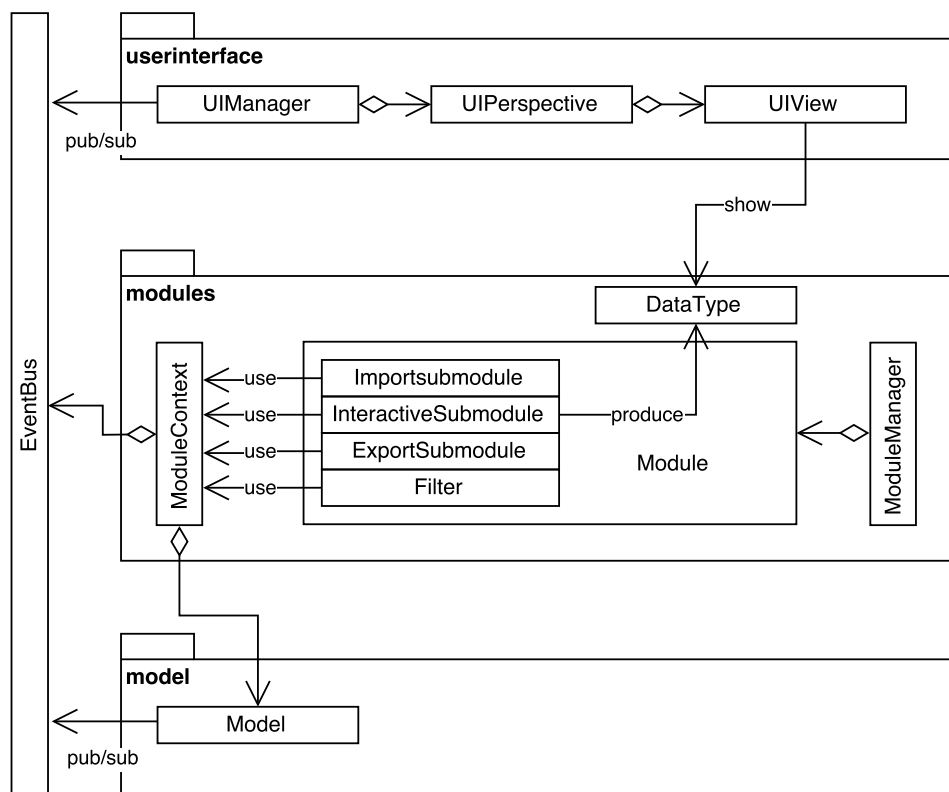 userinterface
UIManager
UIPerspective
UIView
pub/sub
show
modules
DataType
EventBus
ModuleContext
use
Importsubmodule
use
InteractiveSubmodule
produce
use
ExportSubmodule
use
Filter
Module
ModuleManager
model
Model
pub/sub